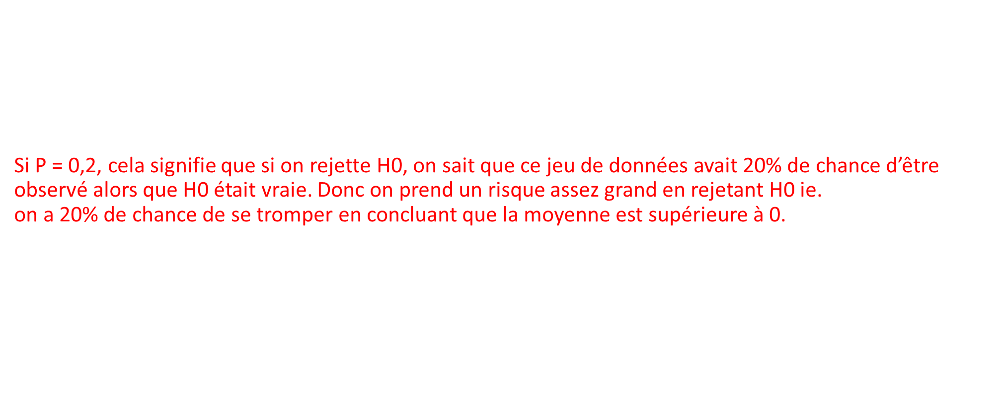 Si P = 0,2, cela signifie que si on rejette H0, on sait que ce jeu de données avait 20% de chance d’être
observé alors que H0 était vraie. Donc on prend un risque assez grand en rejetant H0 ie.
on a 20% de chance de se tromper en concluant que la moyenne est supérieure à 0.